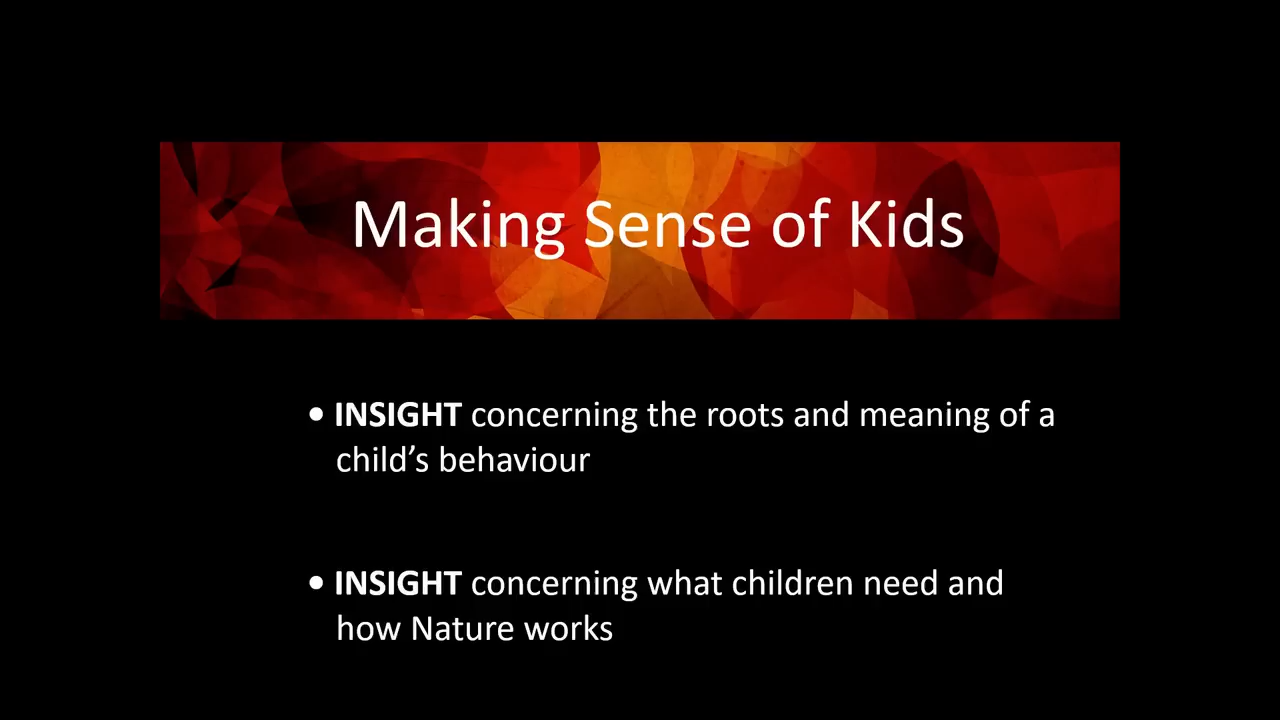 Making Sense of Kids
• INSIGHT concerning the roots and meaning of a
child’s behaviour
• INSIGHT concerning what children need and
how Nature works